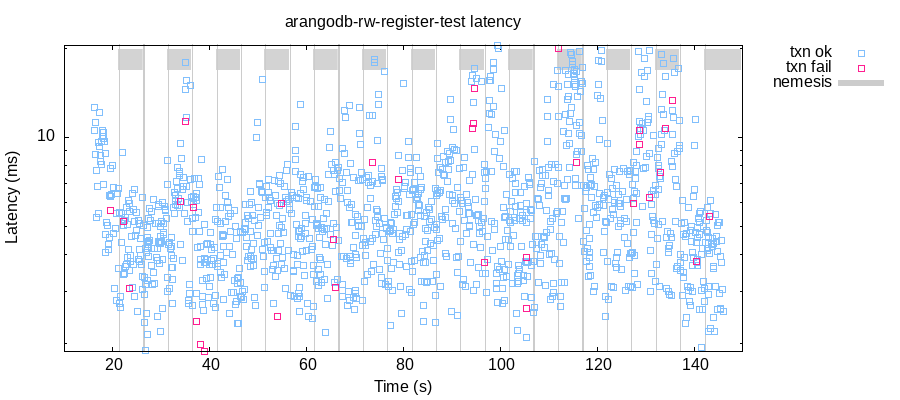 arangodb-rw-register-test latency
txn ok
txn fail
nemesis
10
Latency (ms)
20 40 60 80 100 120 140
Time (s)